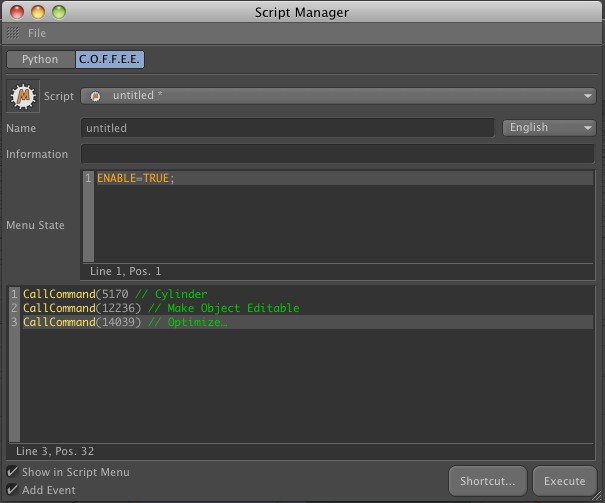 Script Manager
File
Python C.O.F.F.E.E.
Script untitled *
Name untitled English
Information
1 ENABLE=TRUE;
Menu State
Line 1, Pos. 1
1 CallCommand(5170 // Cylinder
2 CallCommand(12236) // Make Object Editable
3 CallCommand(14039) // Optimize…
Line 3, Pos. 32
Show in Script Menu
Add Event
Shortcut... Execute